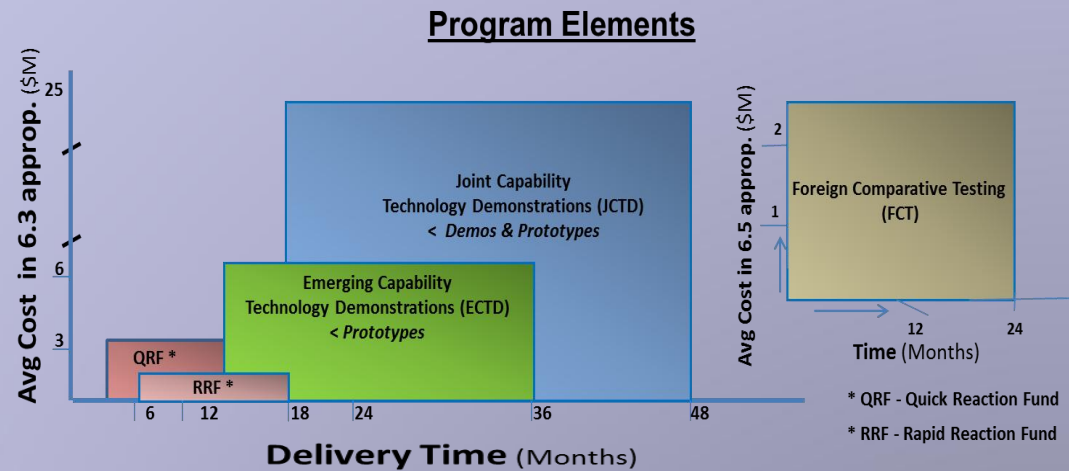 Program Elements
Avg Cost in 6.3 approp. ($M)
25
6
3
Joint Capability
Technology Demonstrations (JCTD)
< Demos & Prototypes
Emerging Capability
Technology Demonstrations (ECTD)
< Prototypes
QRF *
RRF *
6 12 18 24 36 48
Delivery Time (Months)
Avg Cost in 6.5 approp. ($M)
2
1
Foreign Comparative Testing
(FCT)
12 24
Time (Months)
* QRF - Quick Reaction Fund
* RRF - Rapid Reaction Fund